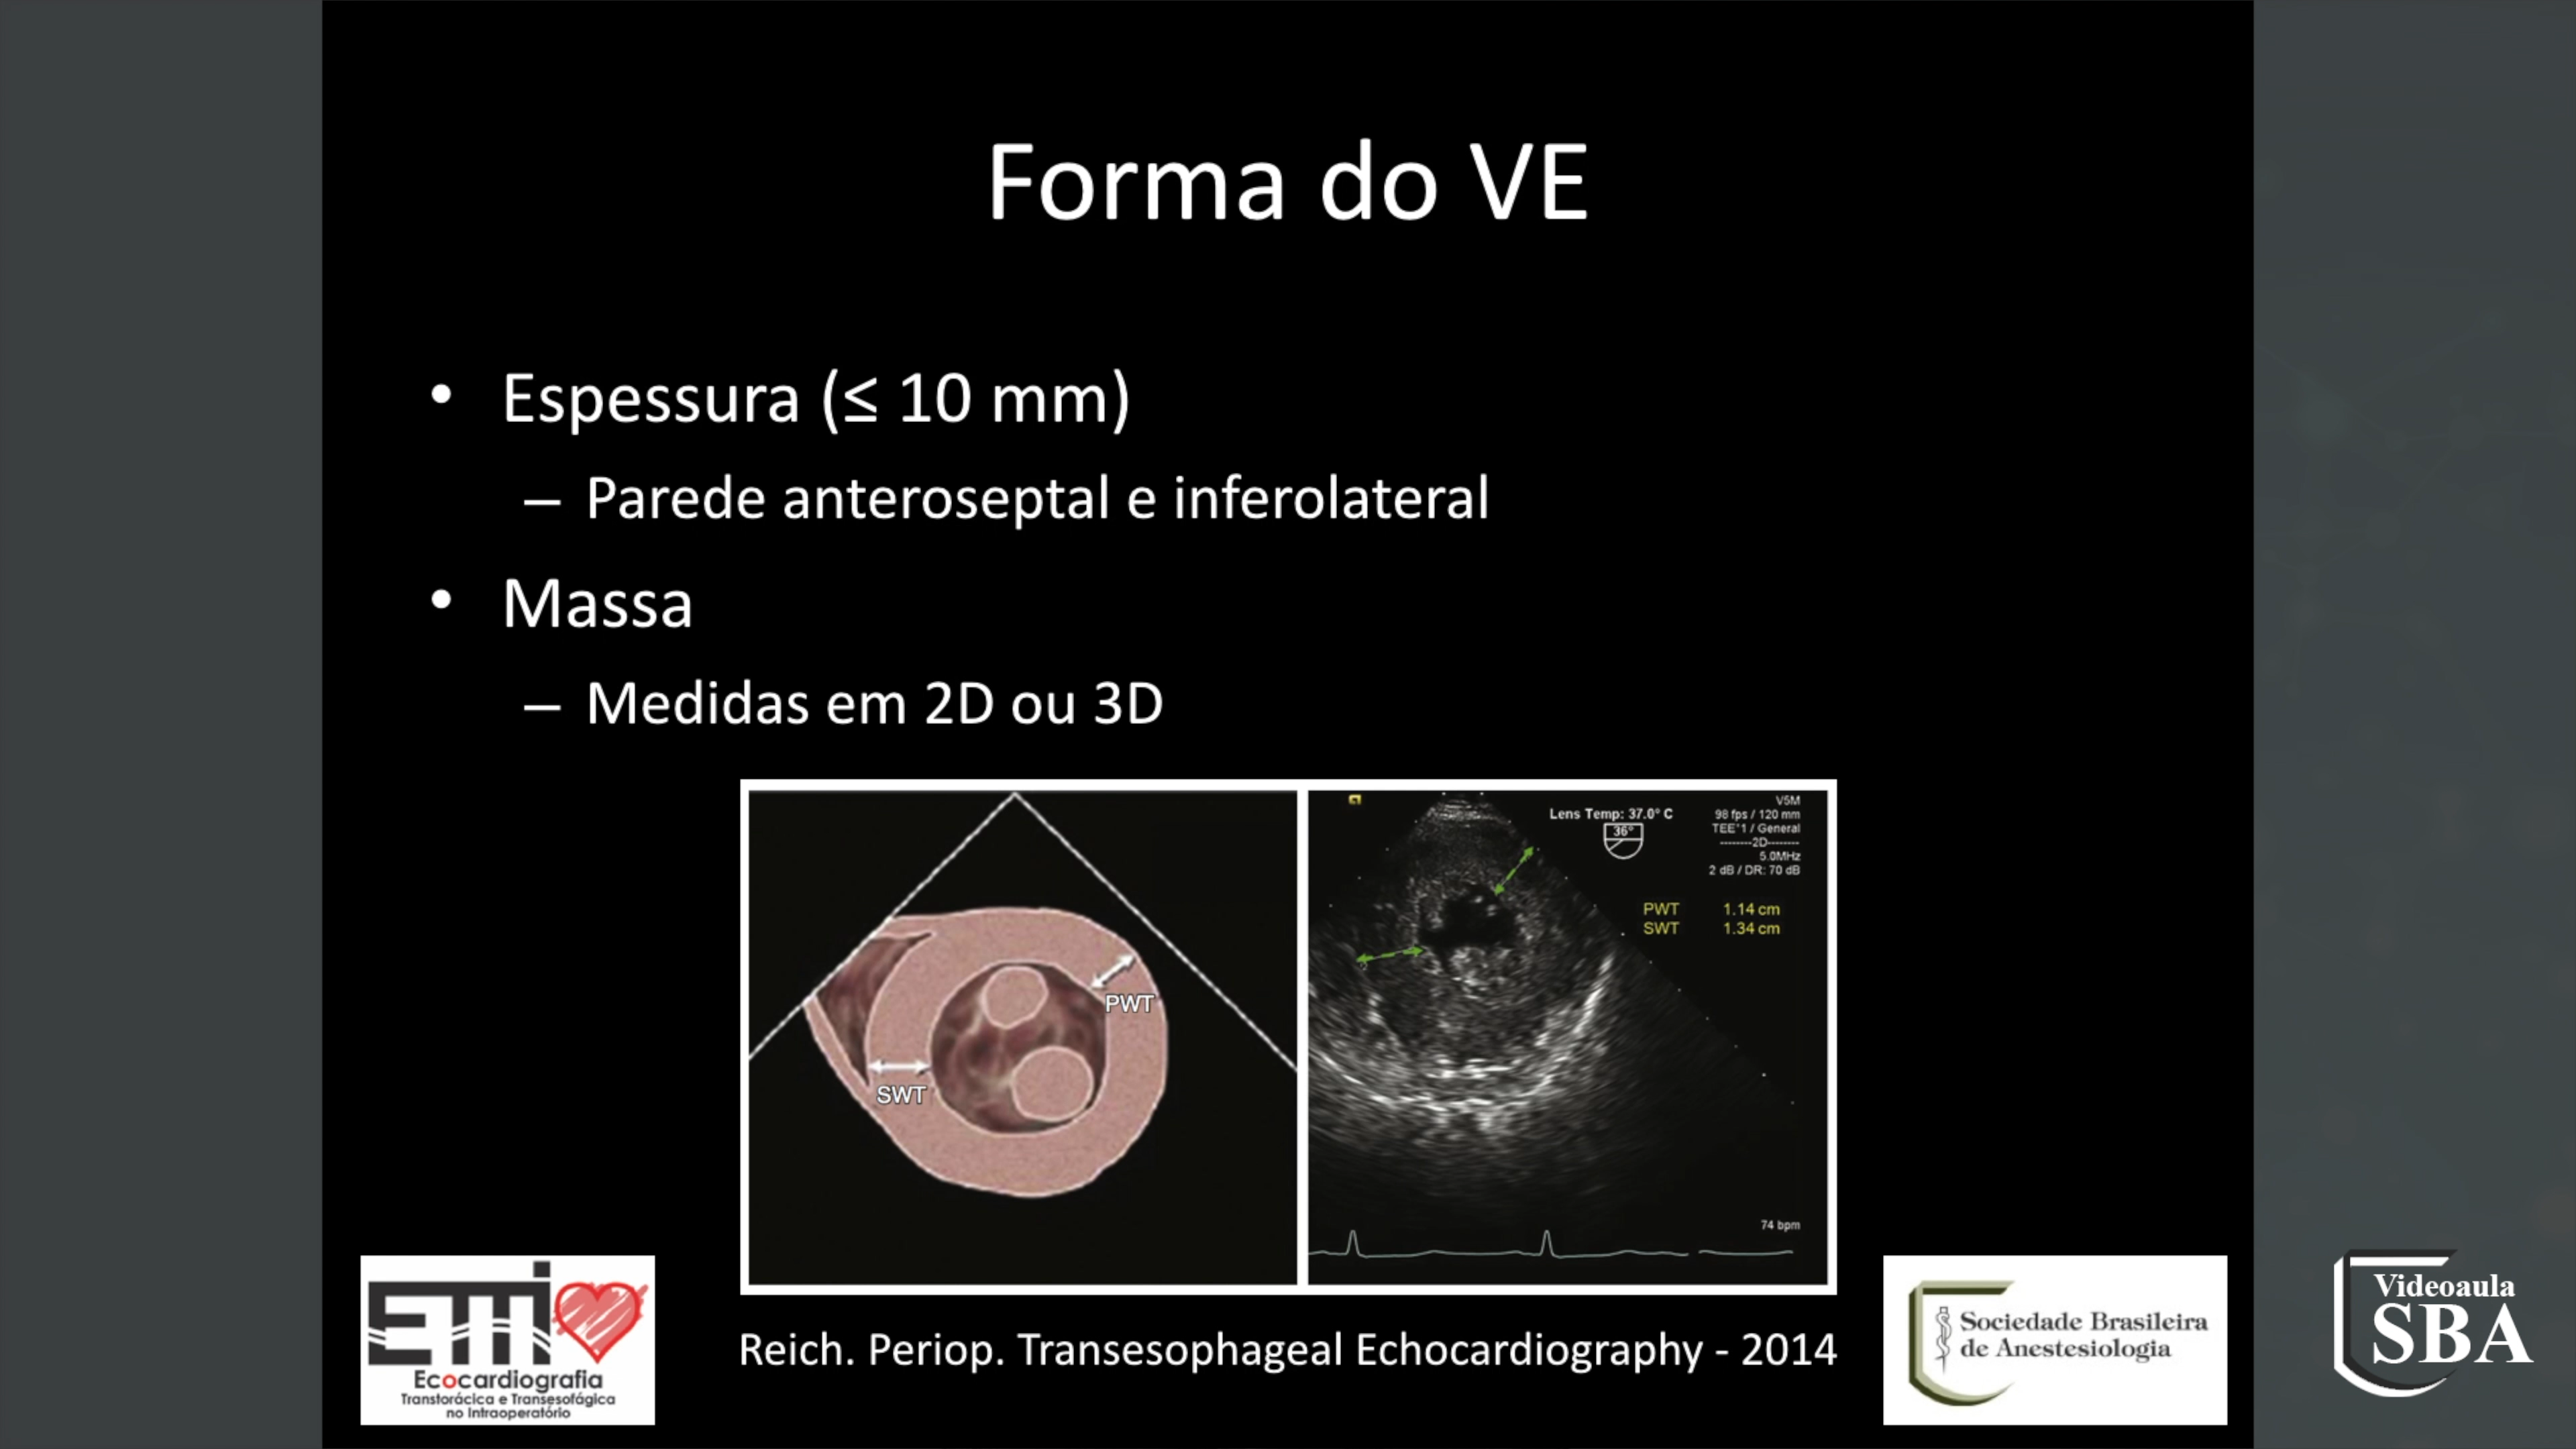 Forma do VE
• Espessura (≤ 10 mm)
– Parede anteroseptal e inferolateral
• Massa
– Medidas em 2D ou 3D
PWT
SWT
Lens Temp: 37.0° C
36°
V5M
98 fps / 120 mm
TEE*1 / General
--------2D--------
5.0MHz
2 dB / DR: 70 dB
PWT 1.14 cm
SWT 1.34 cm
74 bpm
Reich. Periop. Transesophageal Echocardiography - 2014
ETTI
Ecocardiografia
Transtorácica e Transesofágica
no Intraoperatório
Sociedade Brasileira
de Anestesiologia
Videoaula
SBA